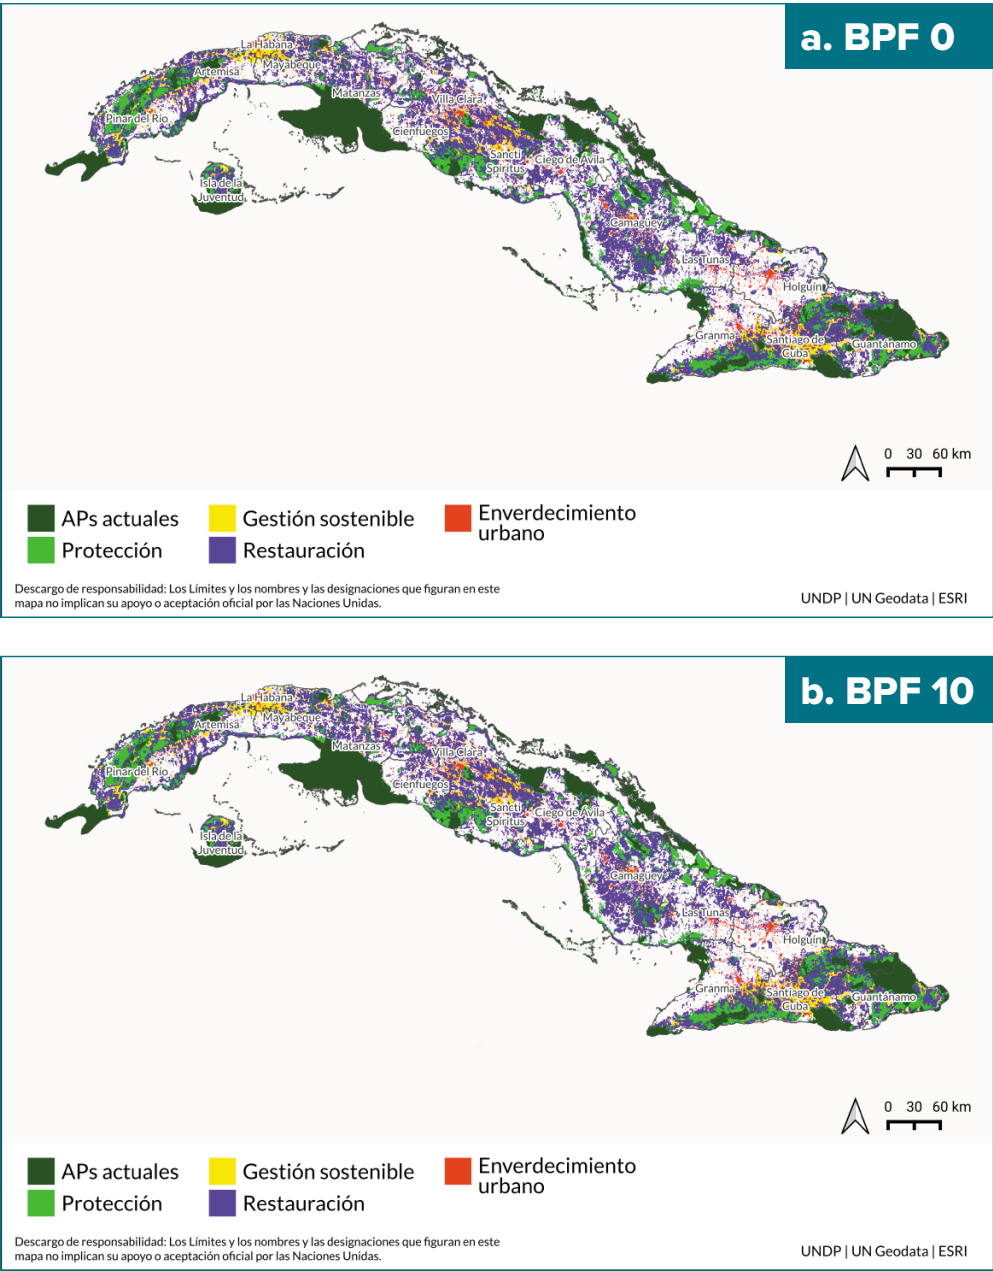 a. BPF 0
La Habana
Artemisa
Mayabeque
Matanzas
Pinar del Río
Villa Clara
Cienfuegos
Sancti
Spíritus
Ciego de Ávila
Isla de la
Juventud
Camagüey
Las Tunas
Holguín
Granma
Santiago de
Cuba
Guantánamo
0 30 60 km
APs actuales
Gestión sostenible
Enverdecimiento
urbano
Protección
Restauración
Descargo de responsabilidad: Los Límites y los nombres y las designaciones que figuran en este
mapa no implican su apoyo o aceptación oficial por las Naciones Unidas.
UNDP | UN Geodata | ESRI
b. BPF 10
La Habana
Artemisa
Mayabeque
Matanzas
Pinar del Río
Villa Clara
Cienfuegos
Sancti
Spíritus
Ciego de Ávila
Isla de la
Juventud
Camagüey
Las Tunas
Holguín
Granma
Santiago de
Cuba
Guantánamo
0 30 60 km
APs actuales
Gestión sostenible
Enverdecimiento
urbano
Protección
Restauración
Descargo de responsabilidad: Los Límites y los nombres y las designaciones que figuran en este
mapa no implican su apoyo o aceptación oficial por las Naciones Unidas.
UNDP | UN Geodata | ESRI